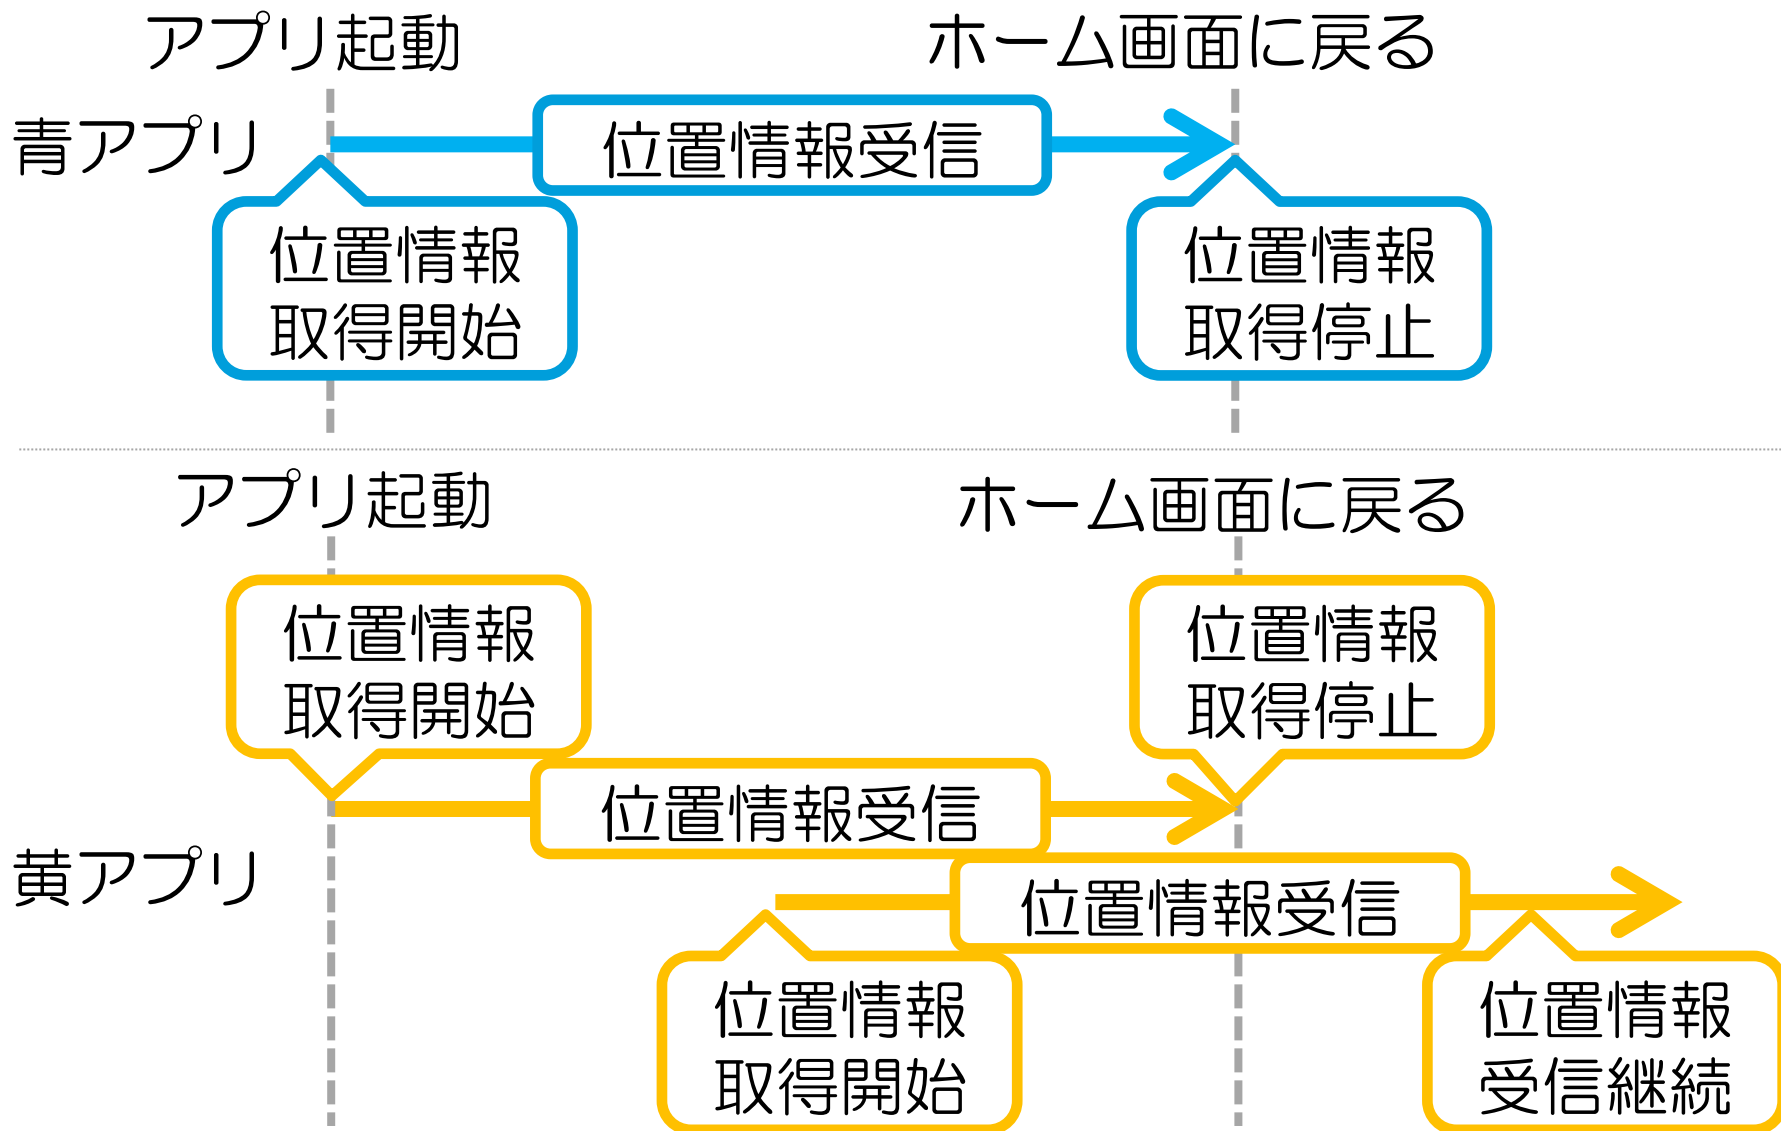 アプリ起動
ホーム画面に戻る
青アプリ
位置情報受信
位置情報
取得開始
位置情報
取得停止
アプリ起動
ホーム画面に戻る
位置情報
取得開始
位置情報
取得停止
位置情報受信
黄アプリ
位置情報受信
位置情報
取得開始
位置情報
受信継続